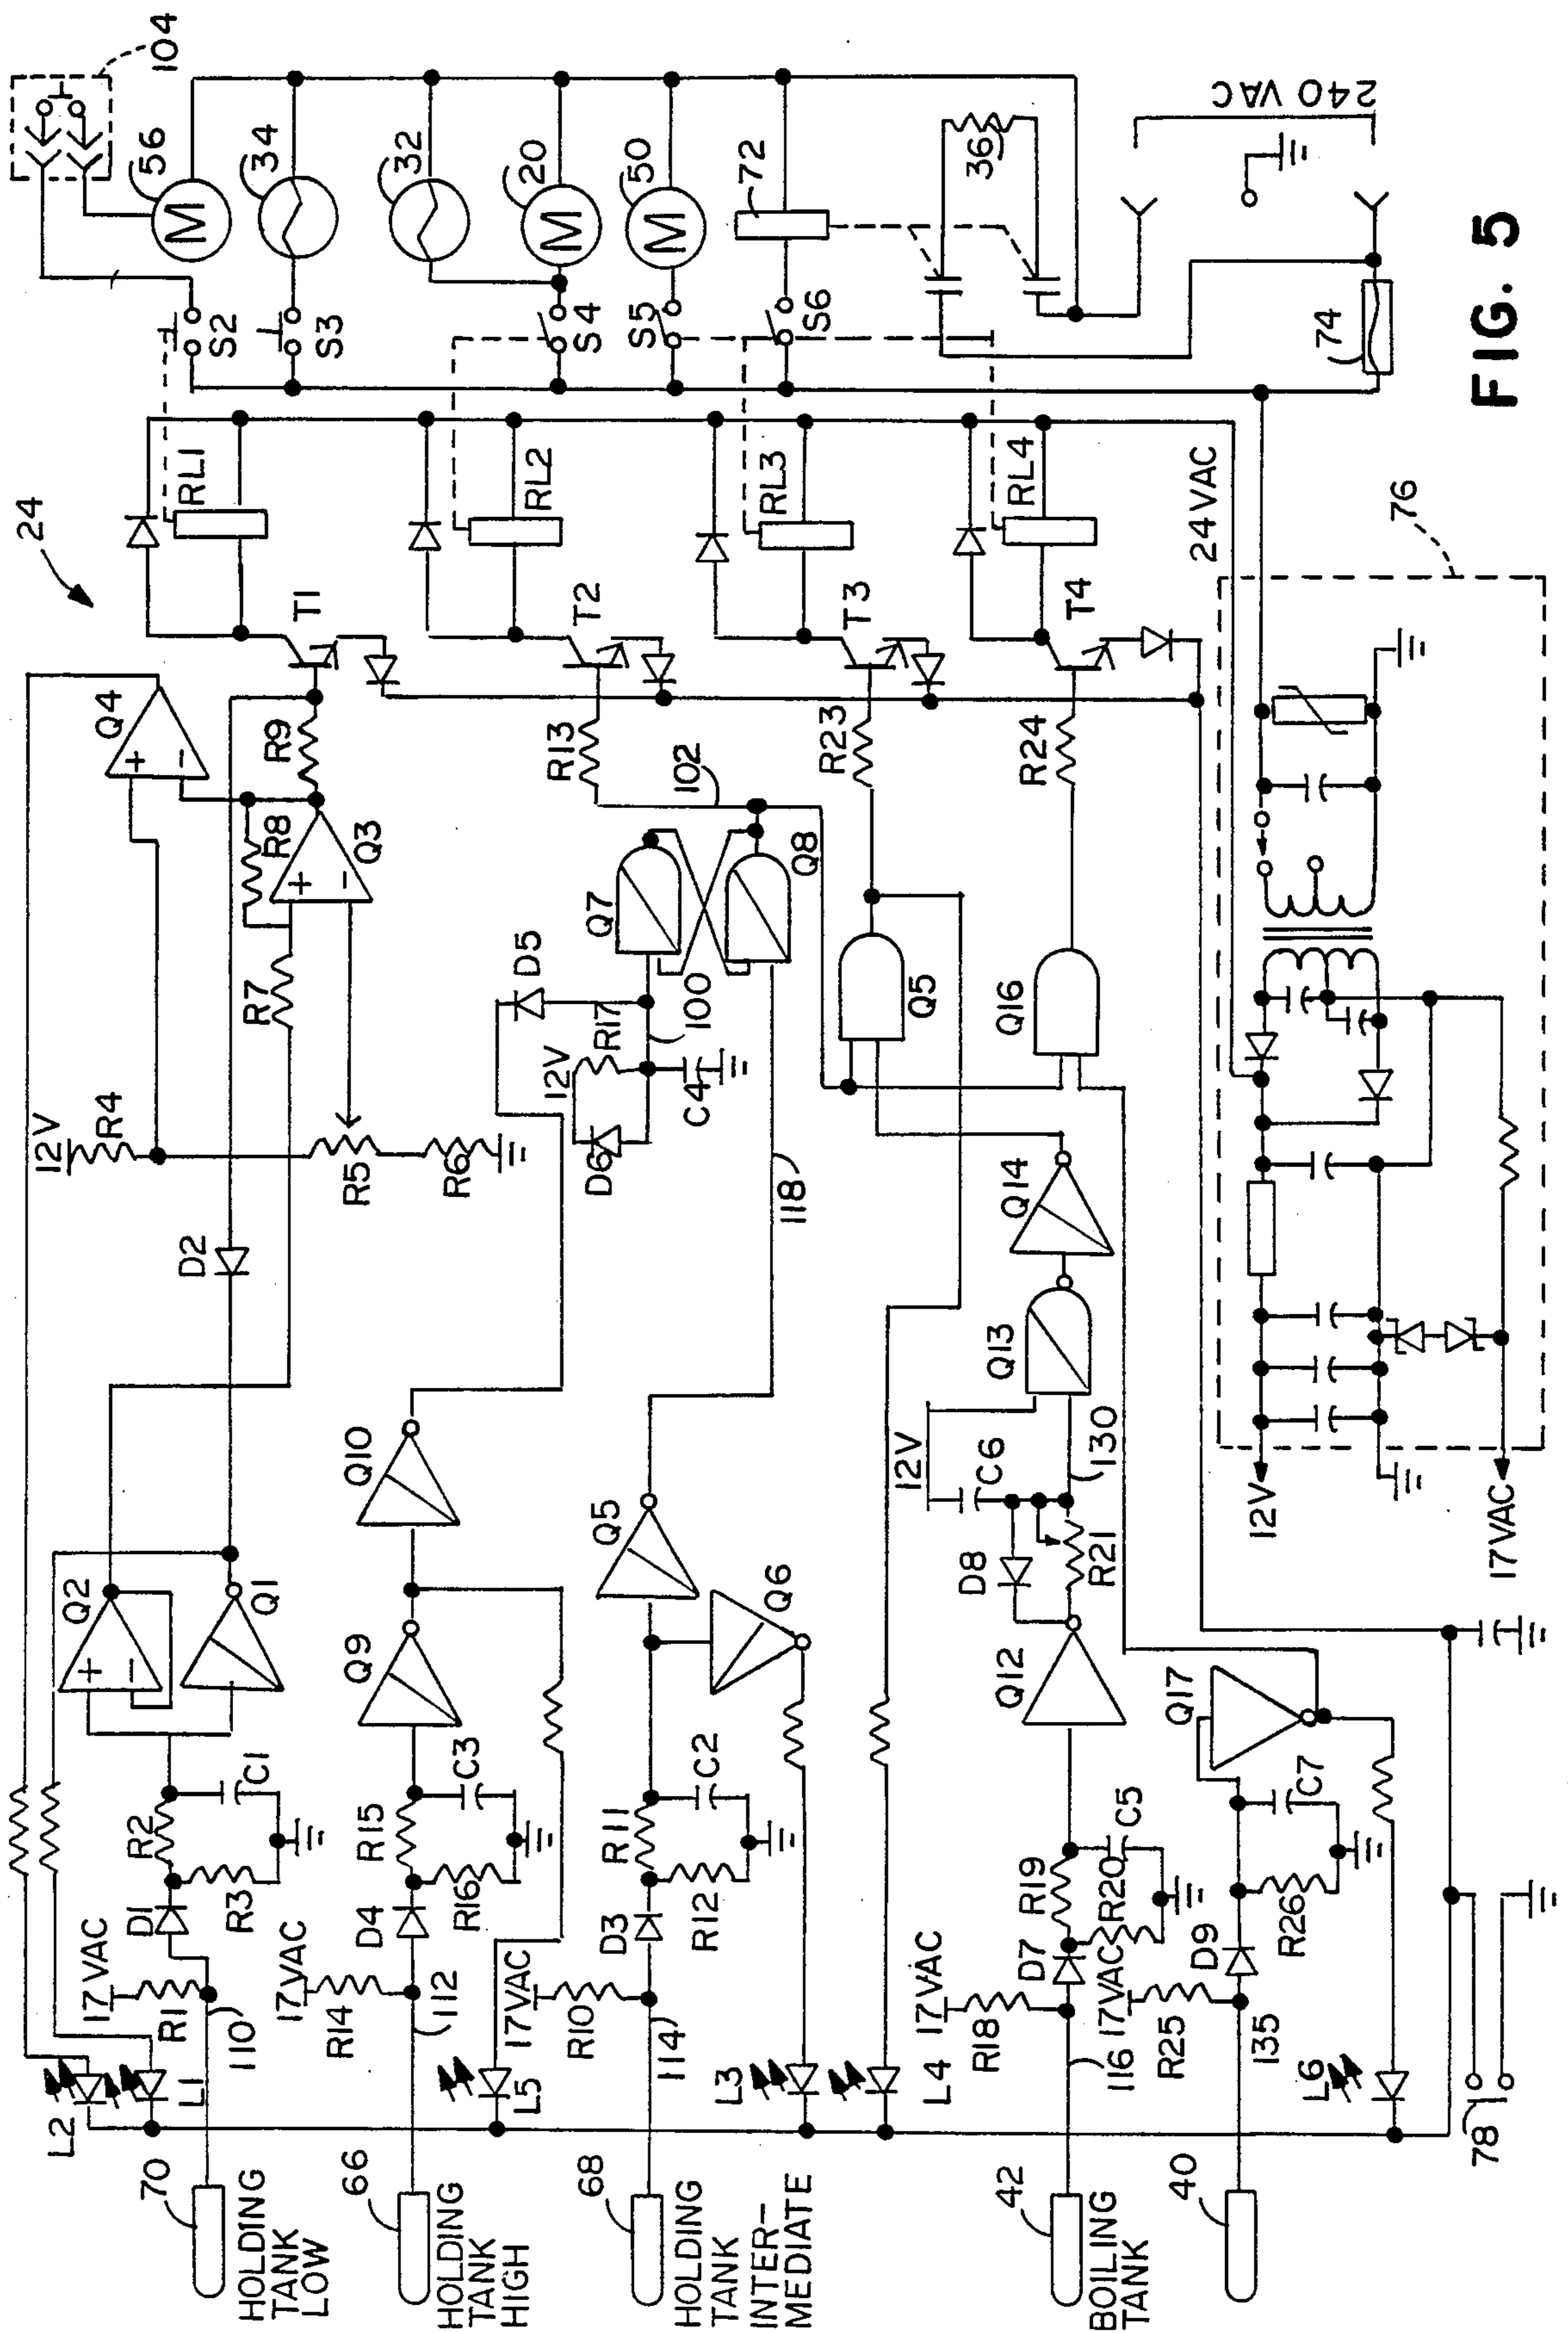 104
24
56
34
32
20
50
72
36
240 VAC
74
FIG. 5
S2
S3
S4
S5
S6
RL1
RL2
RL3
RL4
24 VAC
76
T1
T2
T3
T4
Q4
+
-
R9
R8
+
-
Q3
R7
12V
R4
R5
R6
D2
R13
102
Q7
Q8
D5
R17
100
12V
C4
D6
118
R23
R24
Q5
Q16
Q14
Q13
Q2
+
-
Q1
Q10
Q9
Q5
Q6
12V
C6
130
D8
R21
Q12
Q17
12V
17VAC
R2
C1
R3
D1
17 VAC
R1
110
R15
C3
R16
D4
17VAC
R14
112
R11
C2
R12
D3
17VAC
R10
114
R19
C5
R20
D7
17VAC
R18
116
C7
R26
D9
17VAC
R25
135
L2
L1
L5
L3
L4
L6
78
70
HOLDING
TANK
LOW
66
HOLDING
TANK
HIGH
68
HOLDING
TANK
INTER-
MEDIATE
42
BOILING
TANK
40